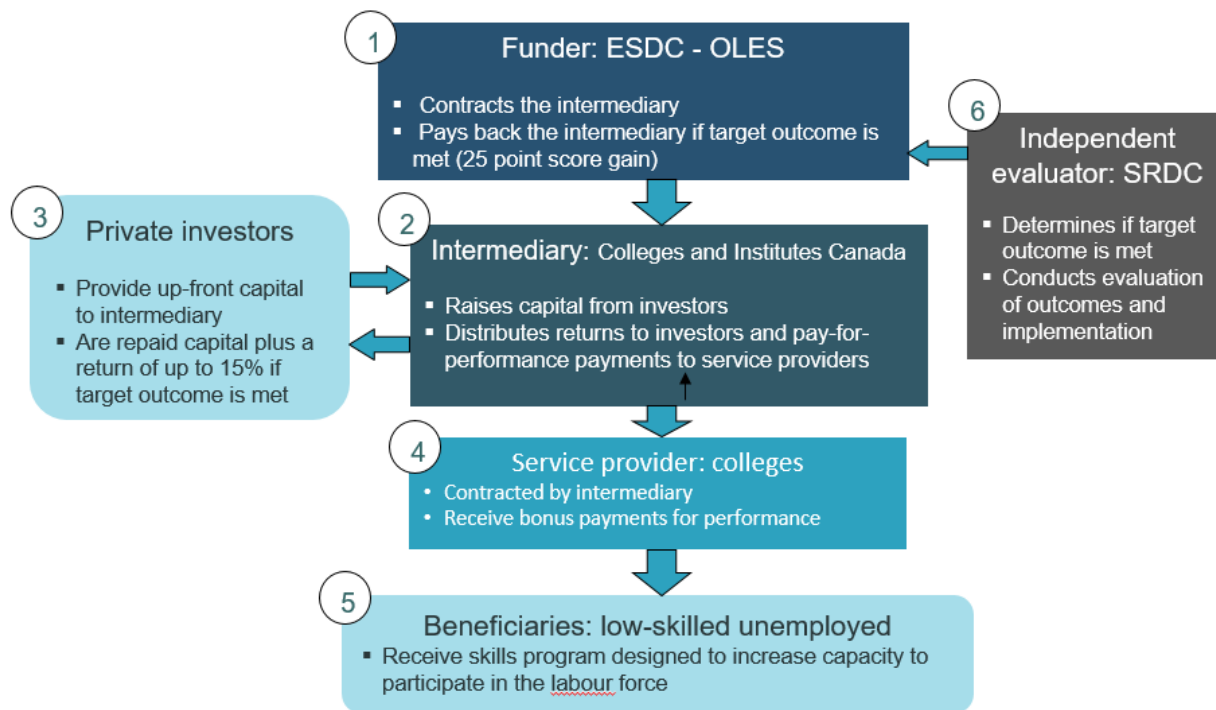 1
Funder: ESDC - OLES
▪ Contracts the intermediary
▪ Pays back the intermediary if target outcome is
met (25 point score gain)
2
Intermediary: Colleges and Institutes Canada
▪ Raises capital from investors
▪ Distributes returns to investors and pay-for-
performance payments to service providers
3
Private investors
▪ Provide up-front capital
to intermediary
▪ Are repaid capital plus a
return of up to 15% if
target outcome is met
4
Service provider: colleges
• Contracted by intermediary
• Receive bonus payments for performance
5
Beneficiaries: low-skilled unemployed
▪ Receive skills program designed to increase capacity to
participate in the labour force
6
Independent
evaluator: SRDC
▪ Determines if target
outcome is met
▪ Conducts evaluation
of outcomes and
implementation